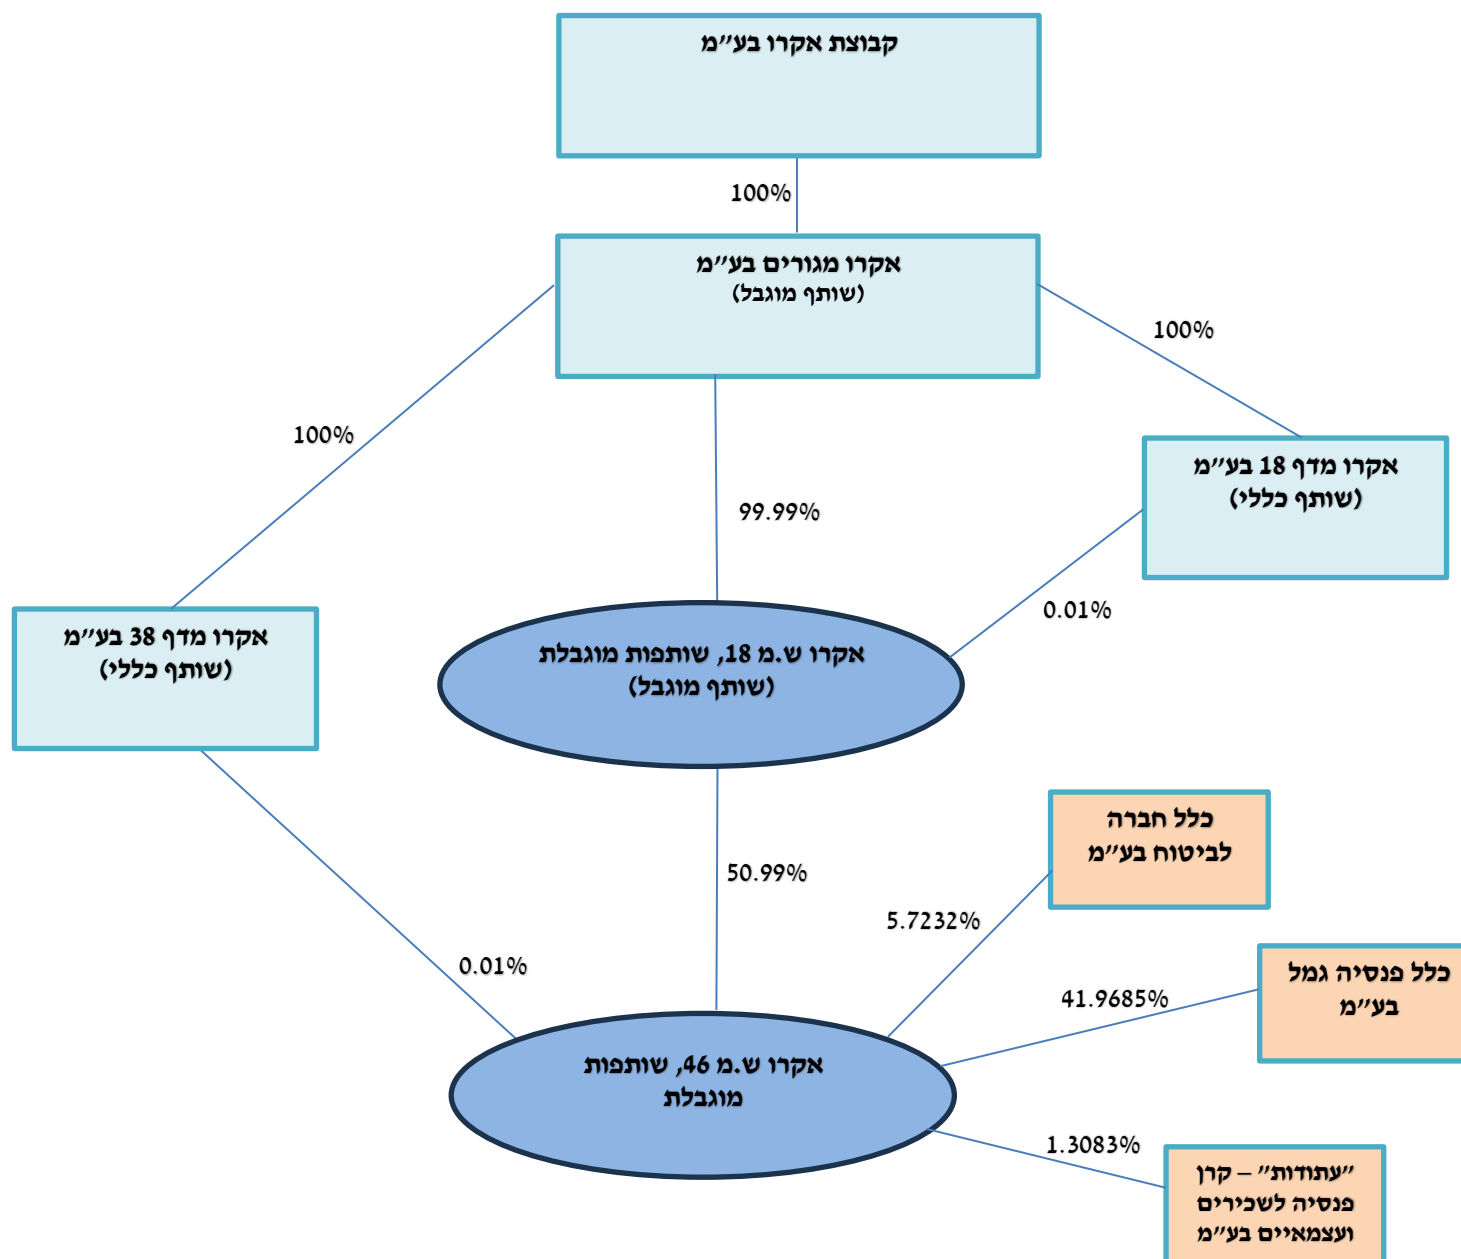 קבוצת אקרו בע״מ
100%
אקרו מגורים בע״מ
(שותף מוגבל)
100%
100%
99.99%
אקרו מדף 18 בע״מ
(שותף כללי)
0.01%
אקרו מדף 38 בע״מ
(שותף כללי)
אקרו ש.מ 18, שותפות מוגבלת
(שותף מוגבל)
50.99%
0.01%
כלל חברה
לביטוח בע״מ
5.7232%
כלל פנסיה גמל
בע״מ
41.9685%
אקרו ש.מ 46, שותפות
מוגבלת
1.3083%
״עתודות״ – קרן
פנסיה לשכירים
ועצמאיים בע״מ